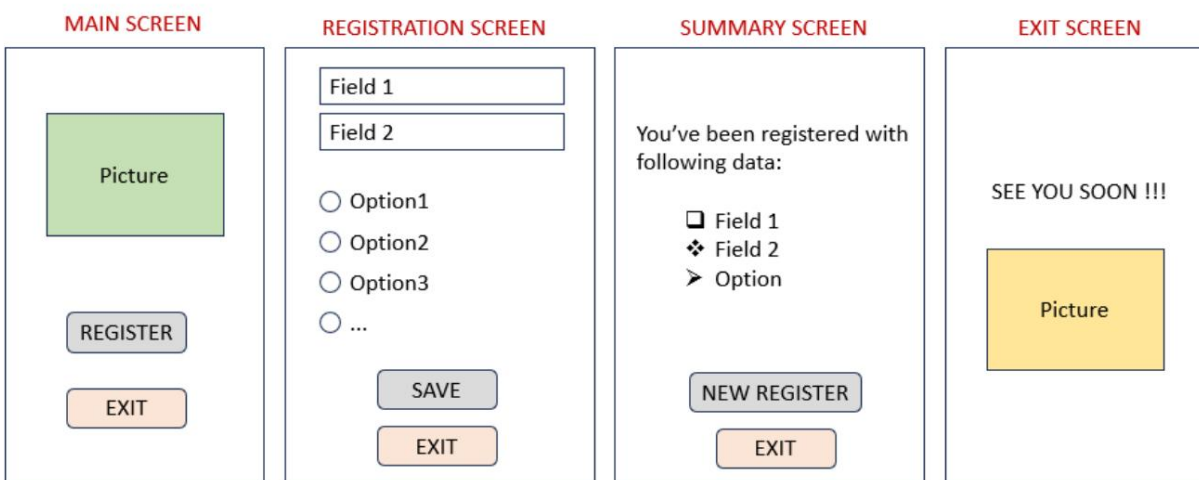 MAIN SCREEN
Picture
REGISTER
EXIT
REGISTRATION SCREEN
Field 1
Field 2
Option1
Option2
Option3
...
SAVE
EXIT
SUMMARY SCREEN
You've been registered with
following data:
Field 1
Field 2
Option
NEW REGISTER
EXIT
EXIT SCREEN
SEE YOU SOON !!!
Picture